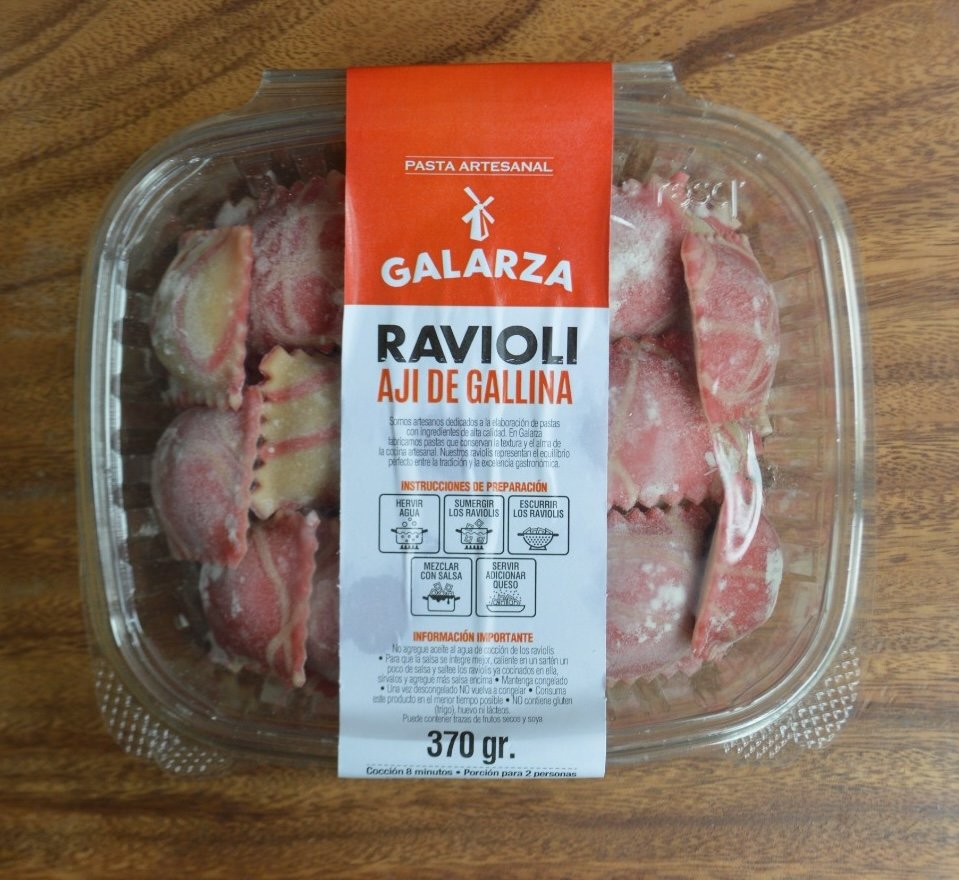 PASTA ARTESANAL
GALARZA
RAVIOLI
AJI DE GALLINA
Somos artesanos dedicados a la elaboración de pastas
con ingredientes de alta calidad. En Galarza
fabricamos pastas que conservan la textura y el alma de
la cocina artesanal. Nuestros raviolis representan el equilibrio
perfecto entre la tradición y la excelencia gastronómica.
INSTRUCCIONES DE PREPARACIÓN
HERVIR
AGUA
SUMERGIR
LOS RAVIOLIS
ESCURRIR
LOS RAVIOLIS
MEZCLAR
CON SALSA
SERVIR
ADICIONAR
QUESO
INFORMACIÓN IMPORTANTE
No agregue aceite al agua de cocción de los raviolis
• Para que la salsa se integre mejor, caliente en un sartén un
poco de salsa y saltee los raviolis ya cocinados en ella,
sírvalos y agregue más salsa encima • Mantenga congelado
• Una vez descongelado NO vuelva a congelar • Consuma
este producto en el menor tiempo posible • NO contiene gluten
(trigo), huevo ni lácteos.
Puede contener trazas de frutos secos y soya
370 gr.
Cocción 8 minutos • Porción para 2 personas